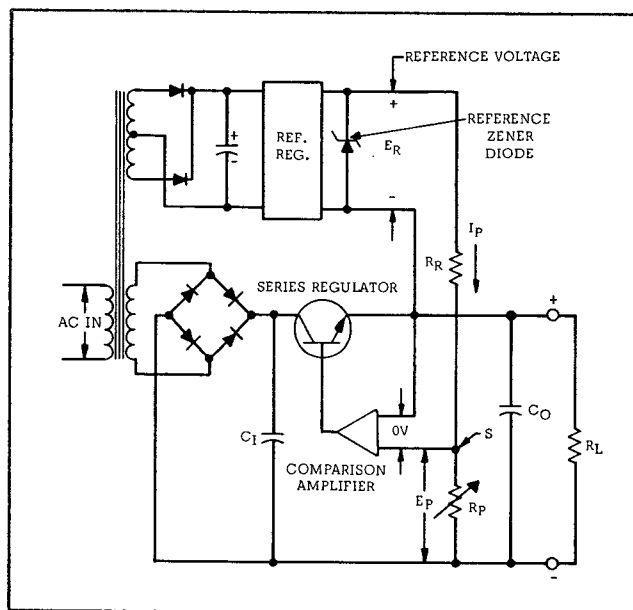 REFERENCE VOLTAGE
+
+
-
REF.
REG.
E_R
REFERENCE
ZENER
DIODE
-
I_P
R_R
SERIES REGULATOR
+
AC IN
C_I
0V
S
C_O
R_L
COMPARISON
AMPLIFIER
E_P
R_P
-